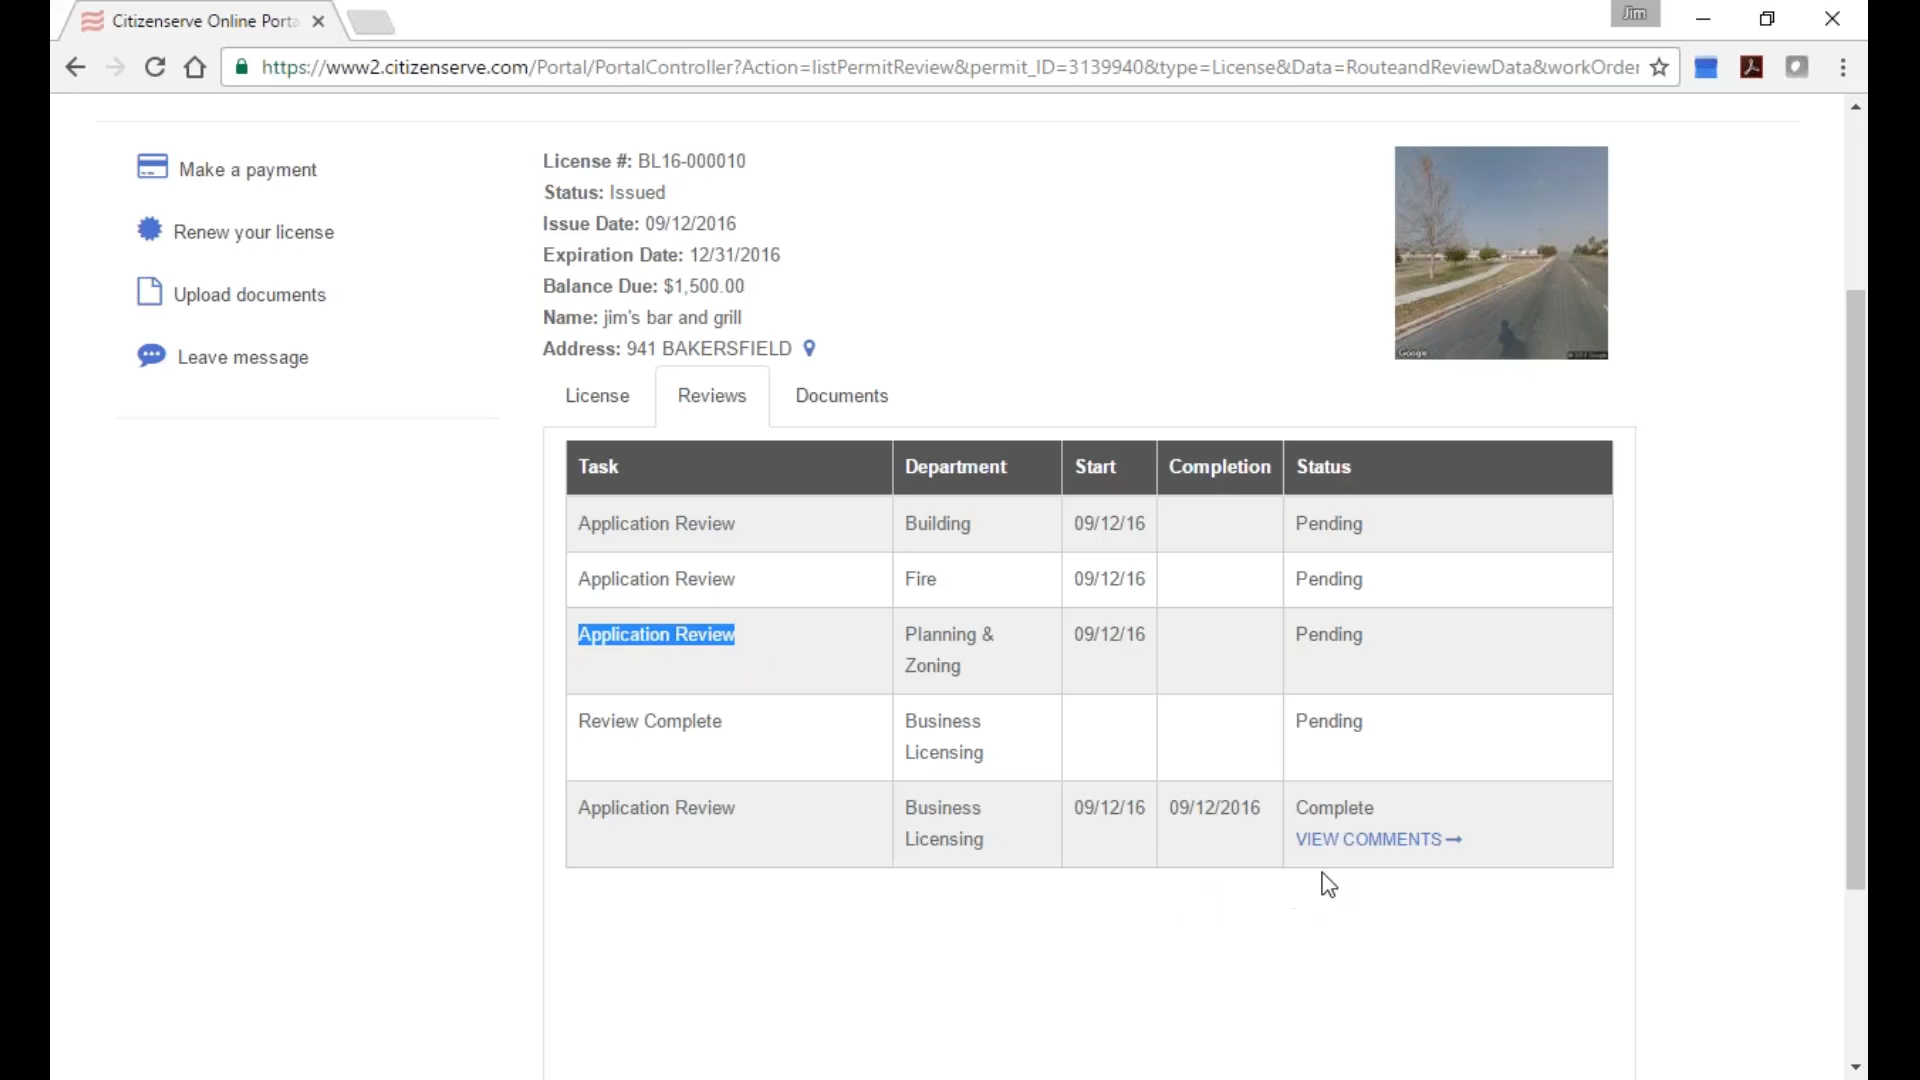 Citizenserve Online Porta
Jim
https://www2.citizenserve.com/Portal/PortalController?Action=listPermitReview&permit_ID=3139940&type=License&Data=RouteandReviewData&workOrder
Make a payment
Renew your license
Upload documents
Leave message
License #: BL16-000010
Status: Issued
Issue Date: 09/12/2016
Expiration Date: 12/31/2016
Balance Due: $1,500.00
Name: jim's bar and grill
Address: 941 BAKERSFIELD
Google
License Reviews Documents
Task Department Start Completion Status
Application Review Building 09/12/16 Pending
Application Review Fire 09/12/16 Pending
Application Review Planning & 09/12/16 Pending
Zoning
Review Complete Business Pending
Licensing
Application Review Business 09/12/16 09/12/2016 Complete
Licensing VIEW COMMENTS→